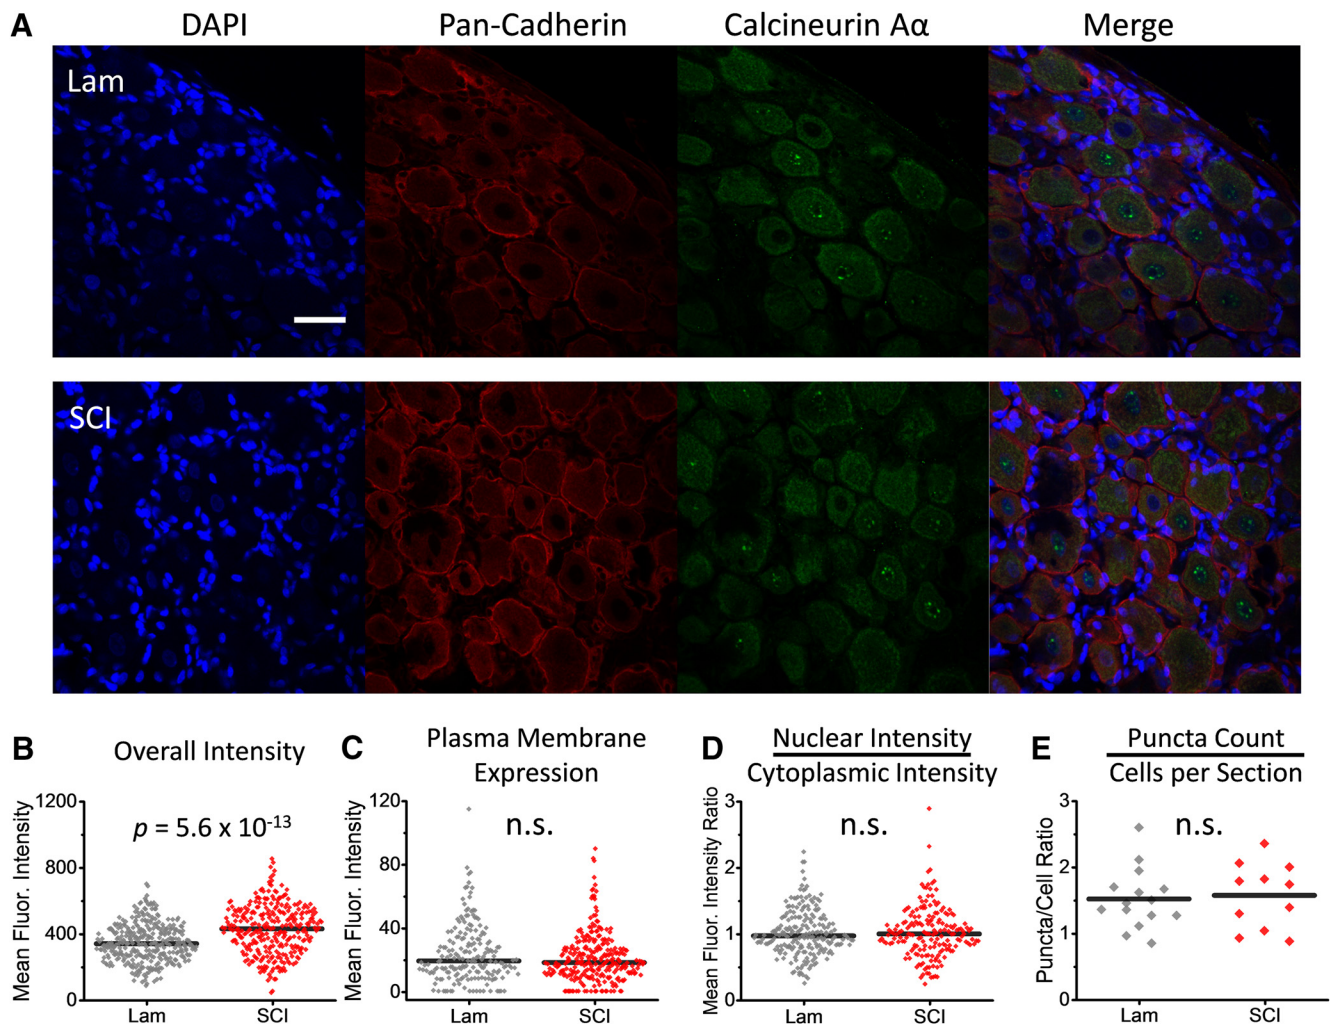 A
DAPI
Pan-Cadherin
Calcineurin Aα
Merge
Lam
SCI
B
Overall Intensity
p = 5.6 x 10-13
Mean Fluor. Intensity
1200
800
400
0
Lam
SCI
C
Plasma Membrane
Expression
n.s.
Mean Fluor. Intensity
120
80
40
0
Lam
SCI
D
Nuclear Intensity
Cytoplasmic Intensity
n.s.
Mean Fluor. Intensity Ratio
3
2
1
0
Lam
SCI
E
Puncta Count
Cells per Section
n.s.
Puncta/Cell Ratio
3
2
1
0
Lam
SCI